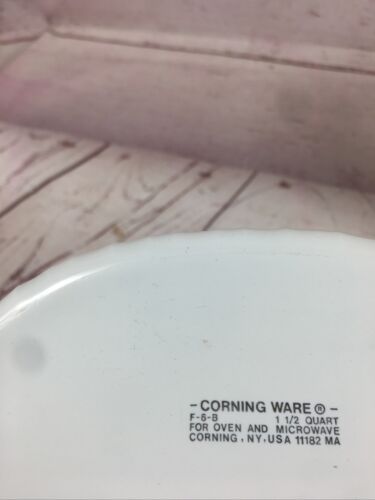 - CORNING WARE ® -
F-6-B 1 1/2 QUART
FOR OVEN AND MICROWAVE
CORNING, NY, USA 11182 MA